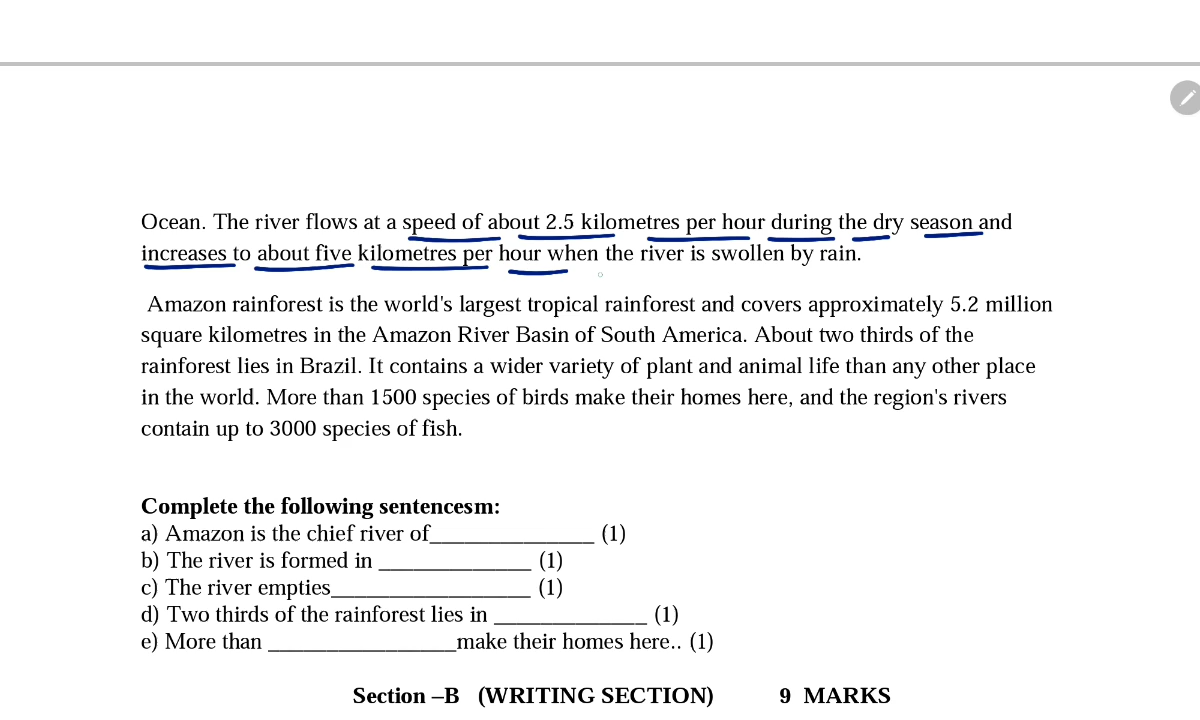 Ocean. The river flows at a speed of about 2.5 kilometres per hour during the dry season and
increases to about five kilometres per hour when the river is swollen by rain.
Amazon rainforest is the world's largest tropical rainforest and covers approximately 5.2 million
square kilometres in the Amazon River Basin of South America. About two thirds of the
rainforest lies in Brazil. It contains a wider variety of plant and animal life than any other place
in the world. More than 1500 species of birds make their homes here, and the region's rivers
contain up to 3000 species of fish.
Complete the following sentencesm:
a) Amazon is the chief river of_______________ (1)
b) The river is formed in ______________ (1)
c) The river empties__________________ (1)
d) Two thirds of the rainforest lies in ______________ (1)
e) More than _________________make their homes here.. (1)
Section –B (WRITING SECTION) 9 MARKS